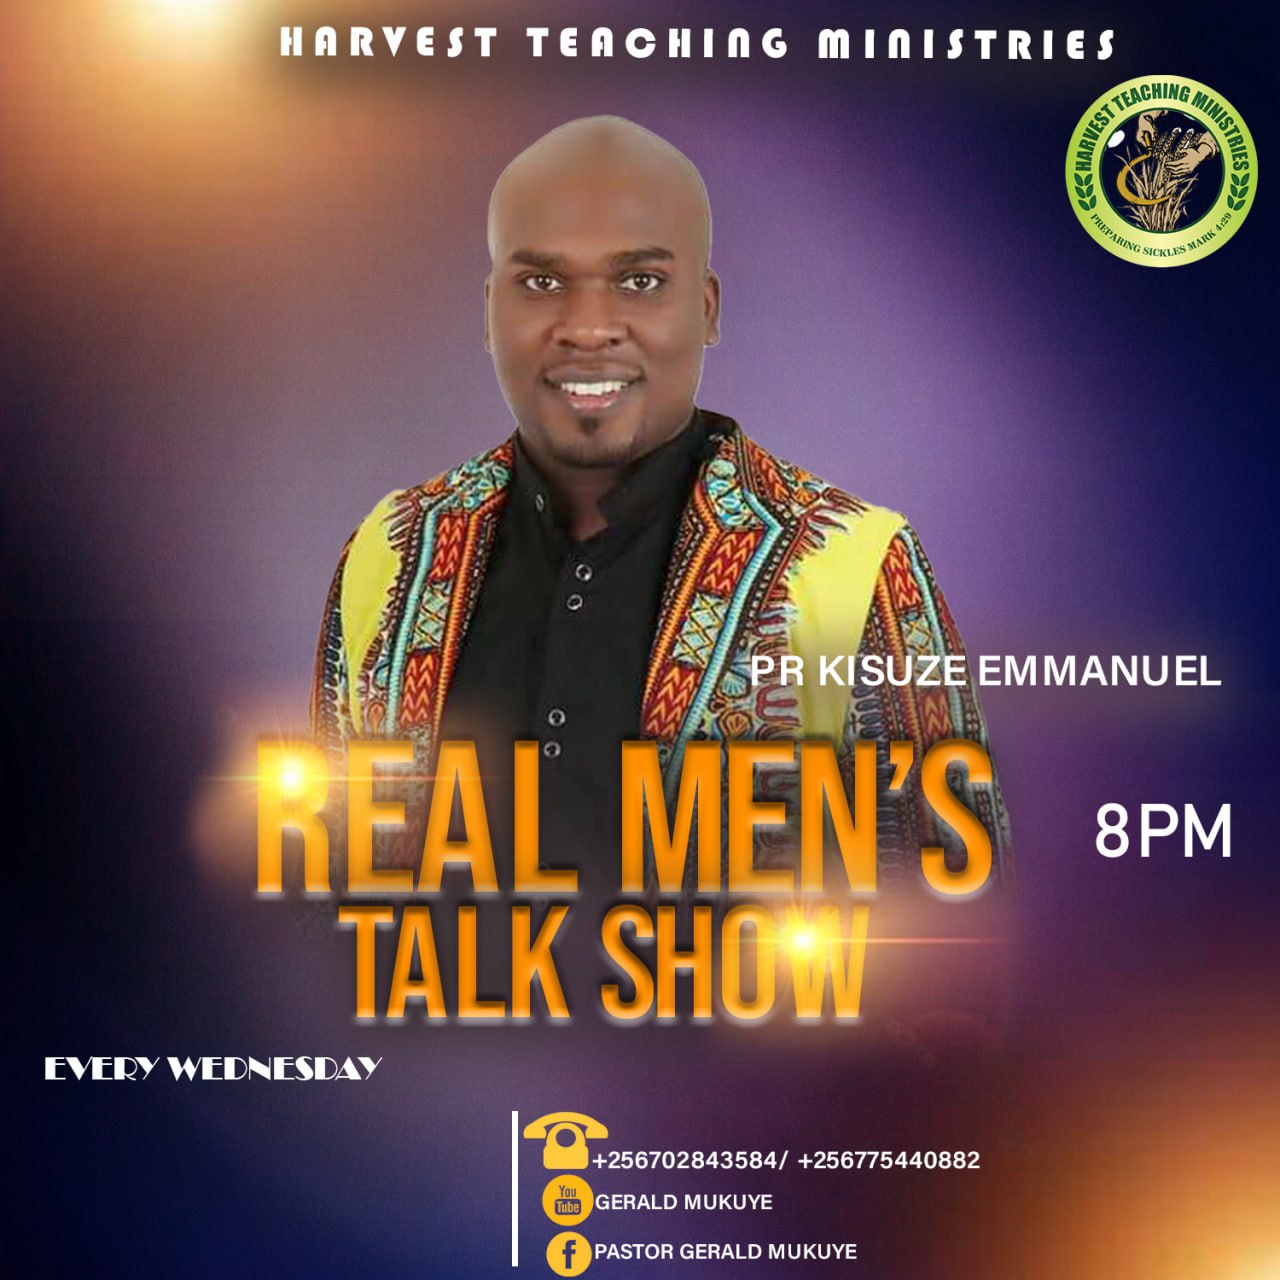 HARVEST TEACHING MINISTRIES
HARVEST TEACHING MINISTRIES
PREPARING SICKLES MARK 4:29
PR KISUZE EMMANUEL
REAL MEN'S
8PM
TALK SHOW
EVERY WEDNESDAY
+256702843584/ +256775440882
You
Tube
GERALD MUKUYE
f
PASTOR GERALD MUKUYE